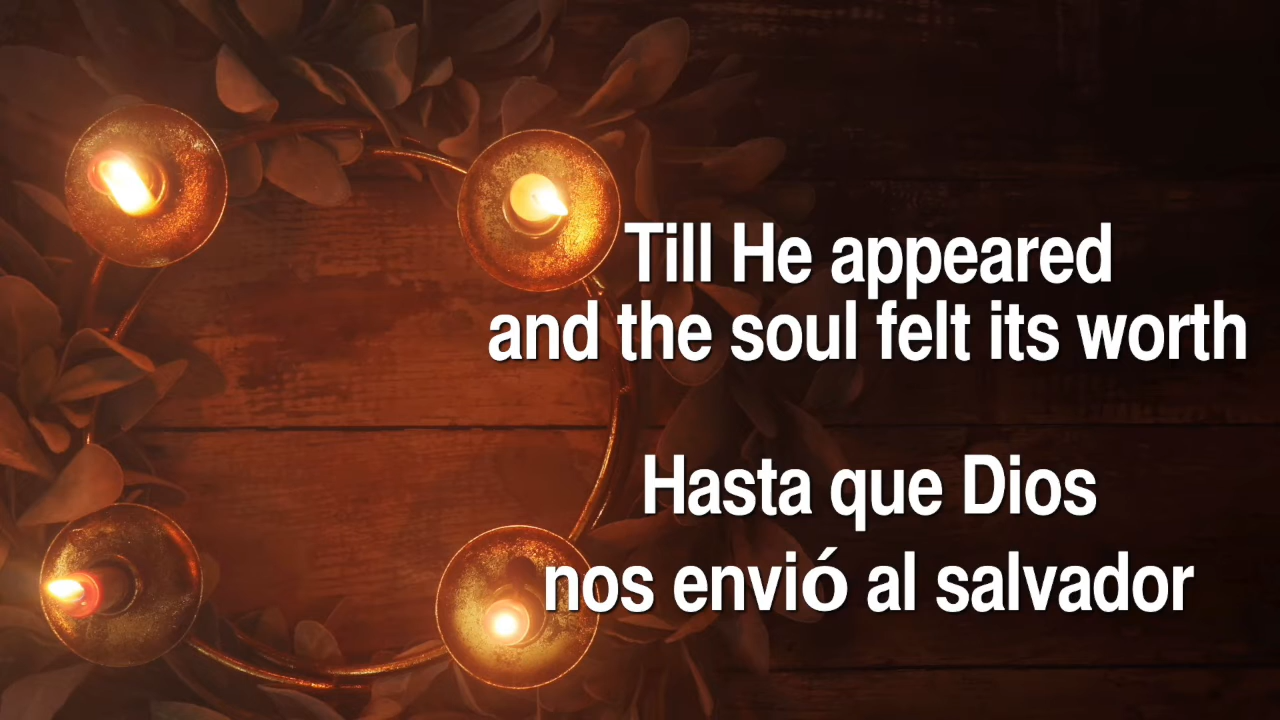 Till He appeared
and the soul felt its worth
Hasta que Dios
nos envió al salvador